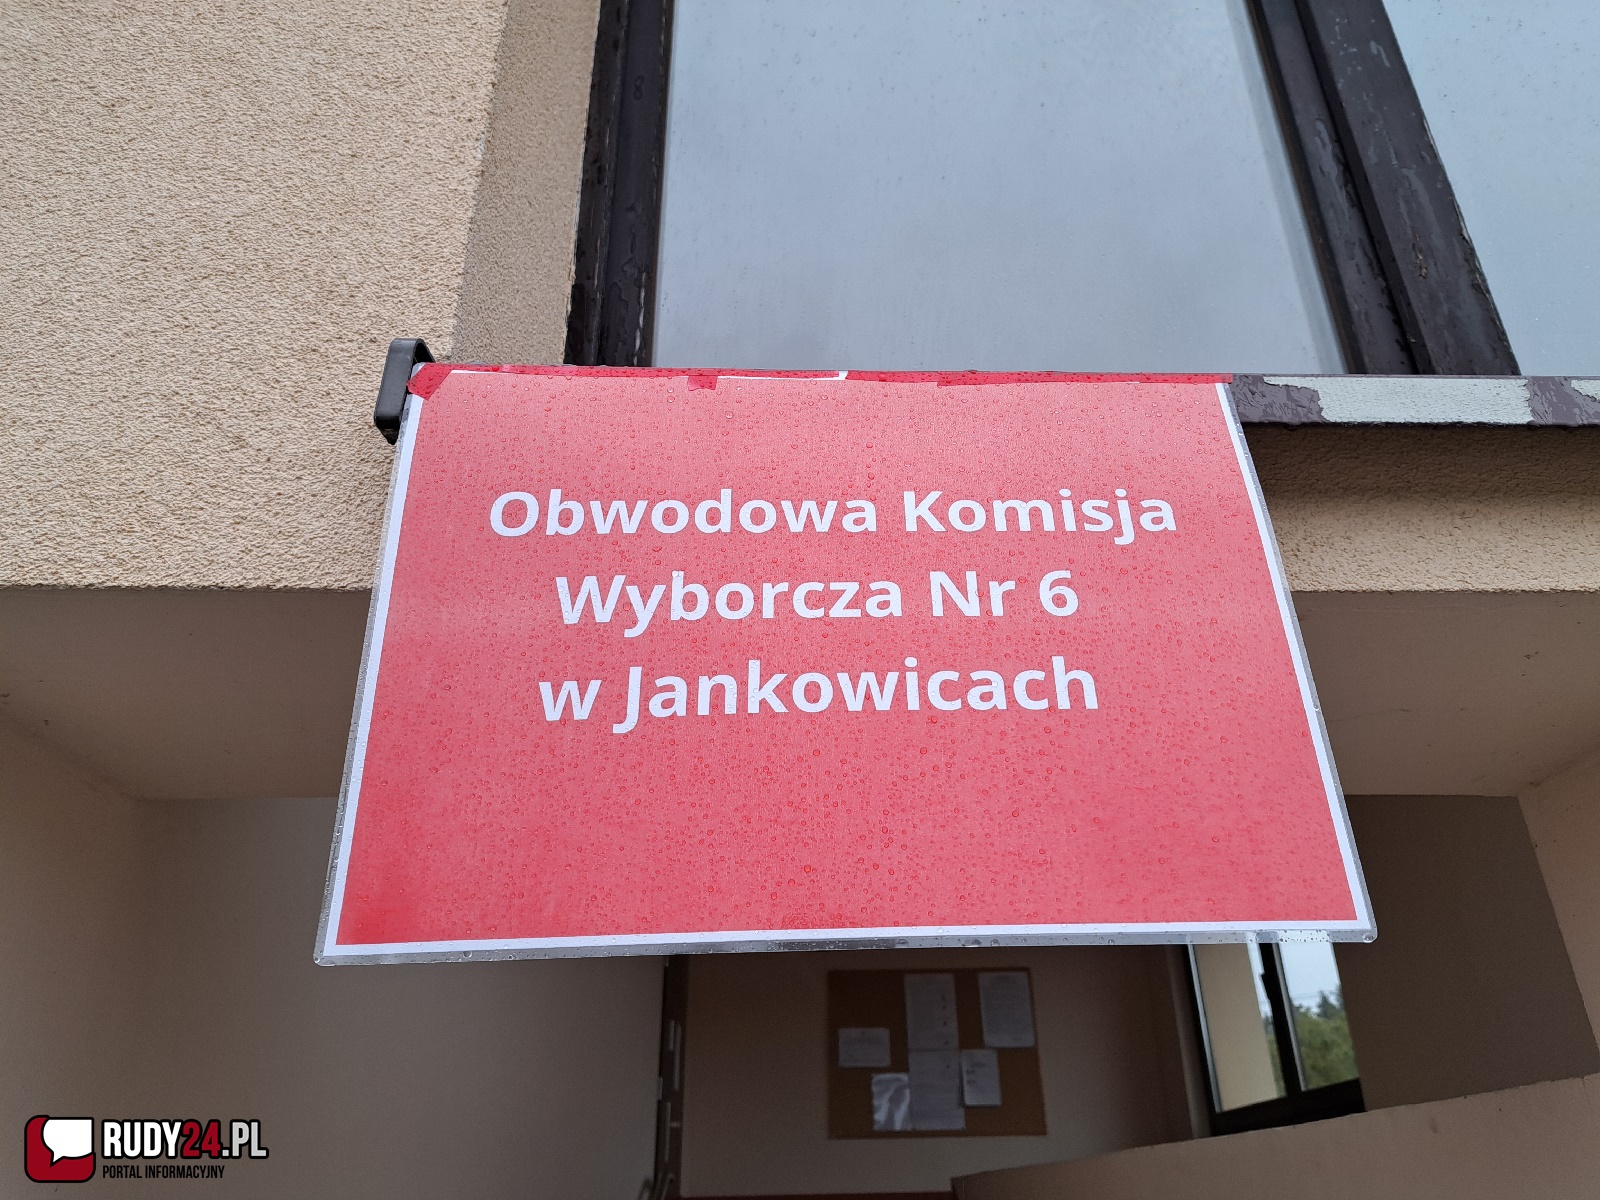 Obwodowa Komisja
Wyborcza Nr 6
w Jankowicach
RUDY24.PL
PORTAL INFORMACYJNY